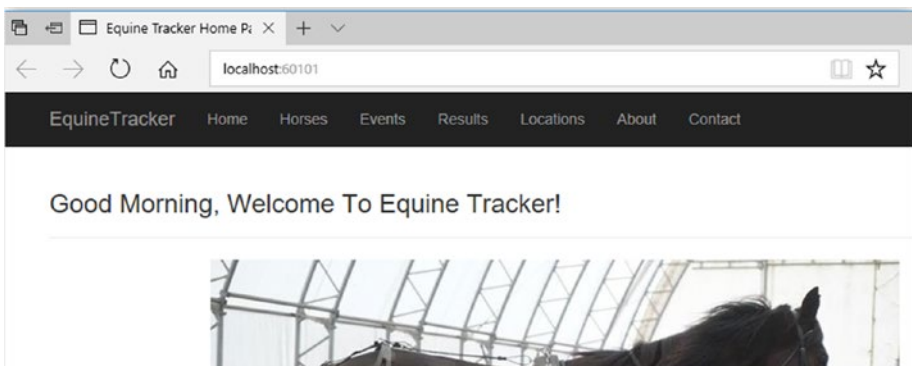 Equine Tracker Home Pa
localhost:60101
EquineTracker Home Horses Events Results Locations About Contact
Good Morning, Welcome To Equine Tracker!